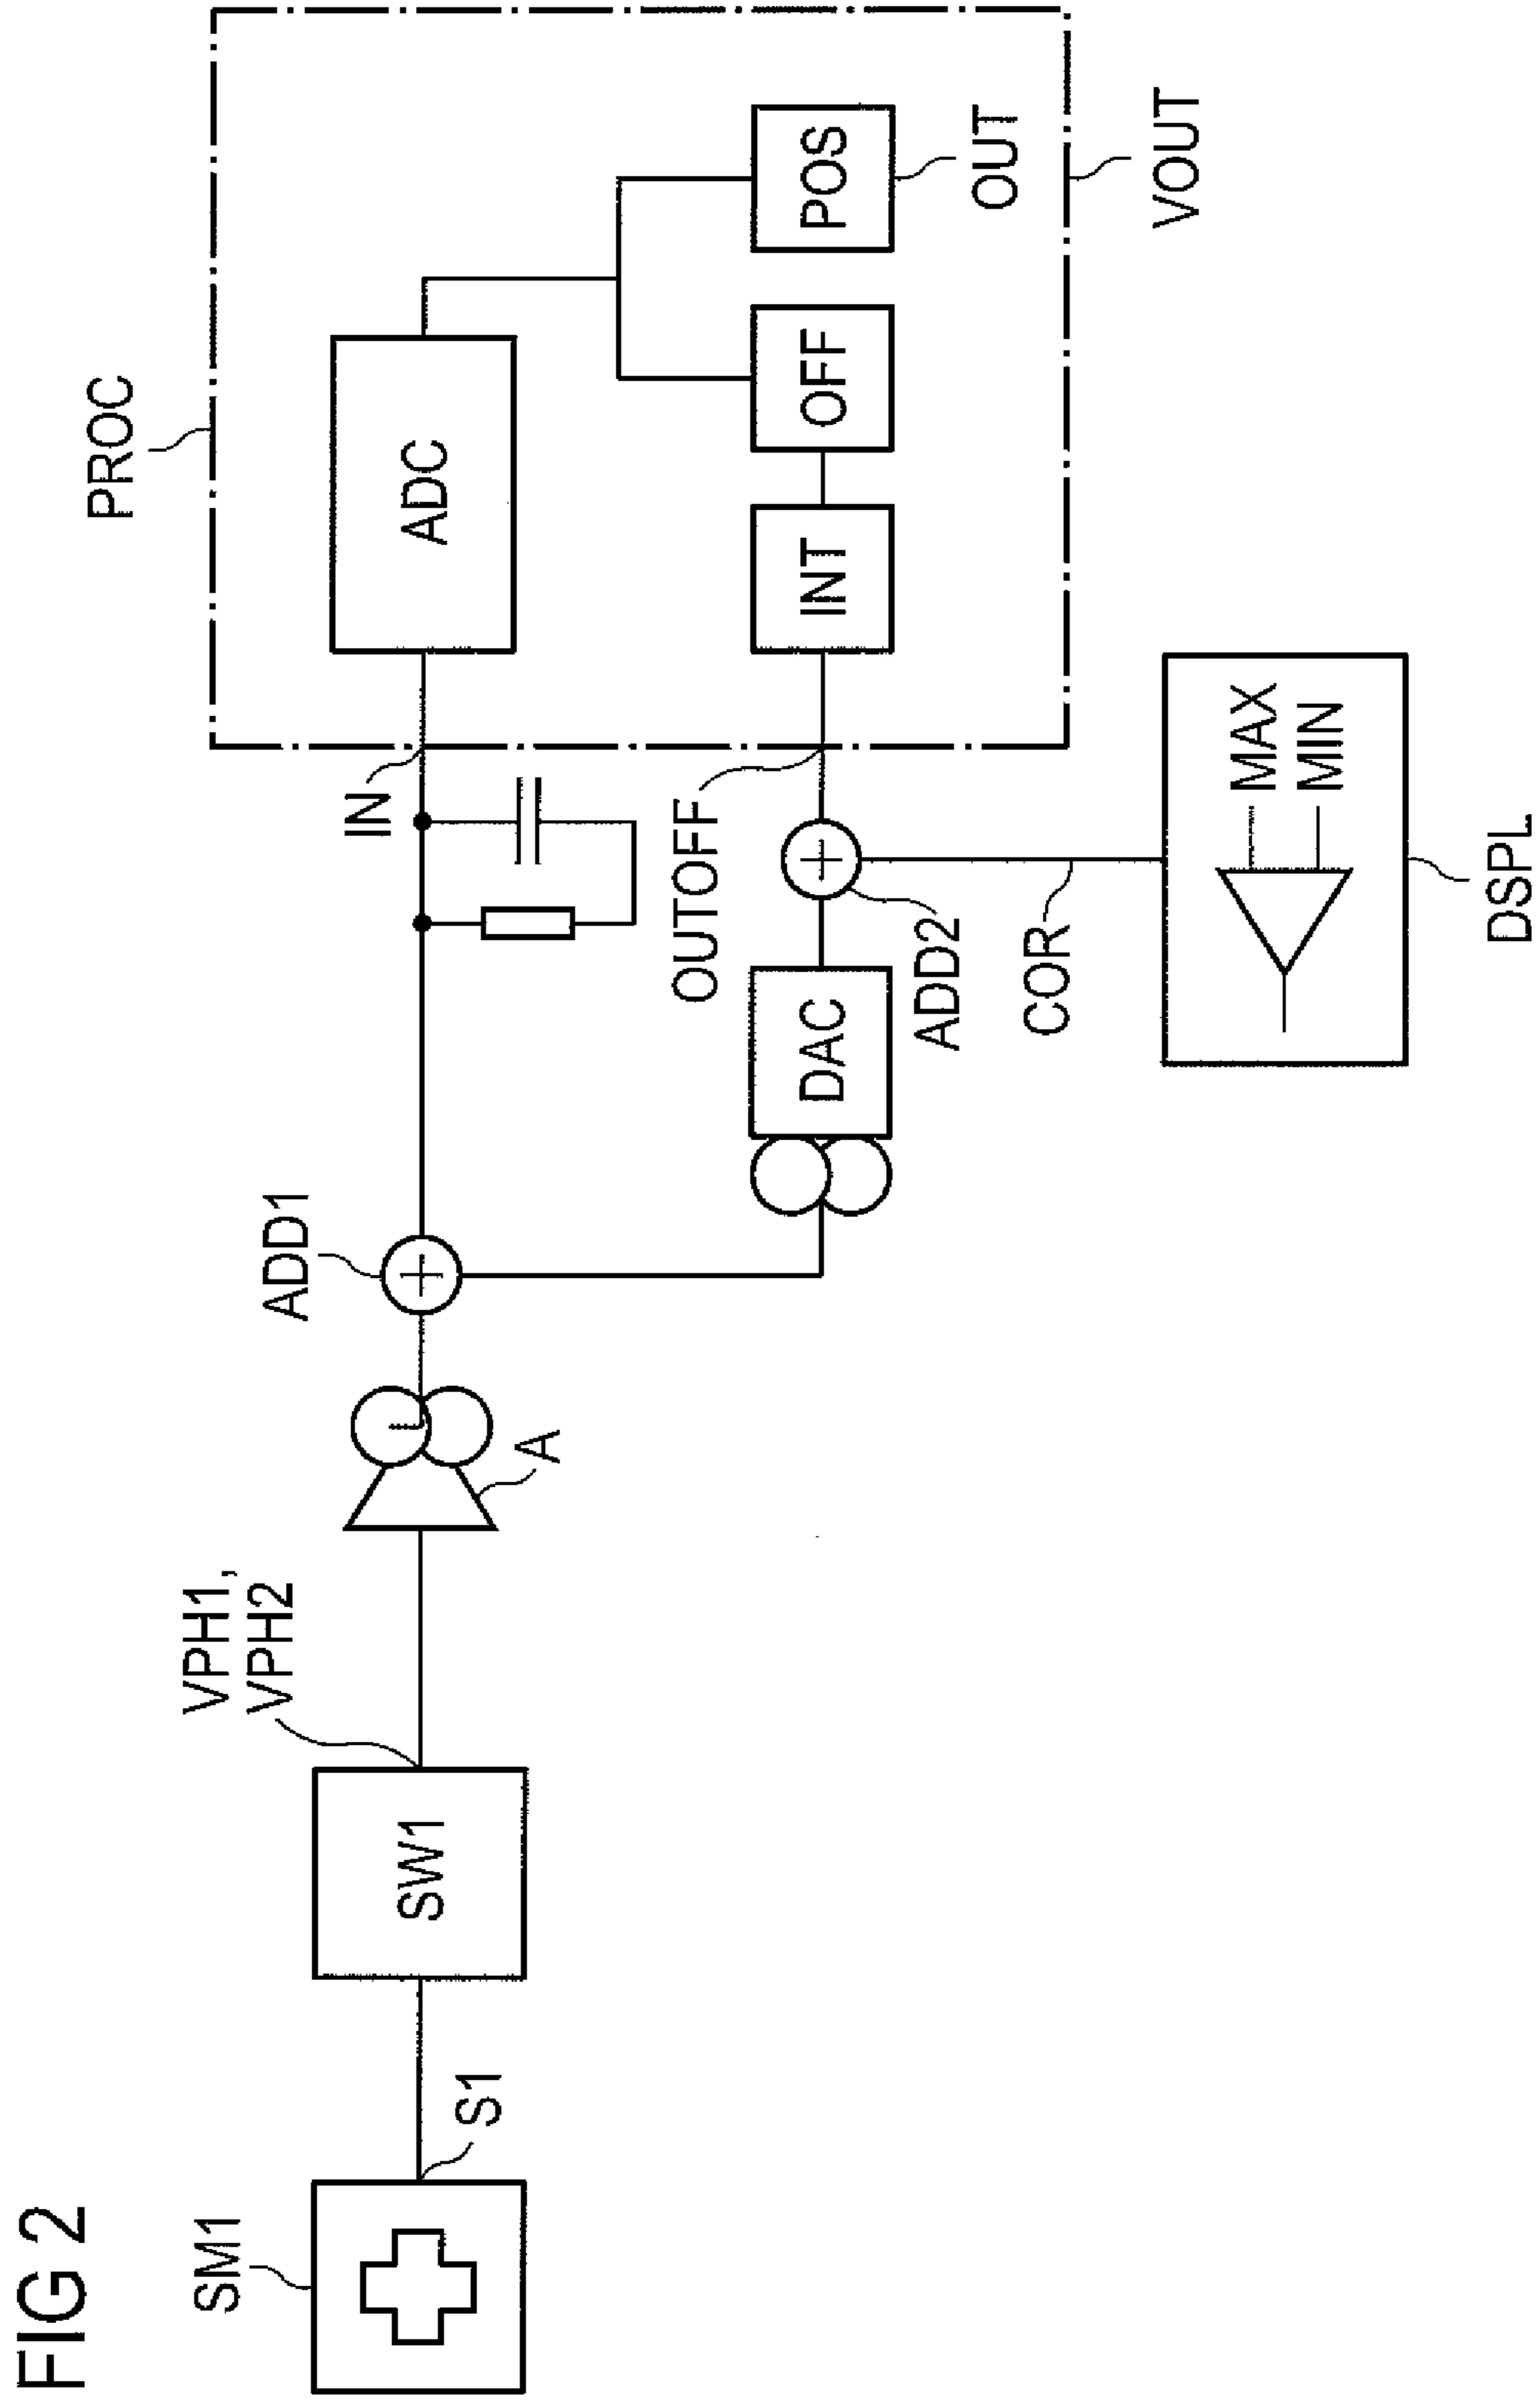 FIG 2
SM1
S1
SW1
VPH1,
VPH2
A
ADD1
IN
PROC
ADC
OUTOFF
DAC
ADD2
INT
OFF
POS
OUT
VOUT
COR
MAX
MIN
DSPL